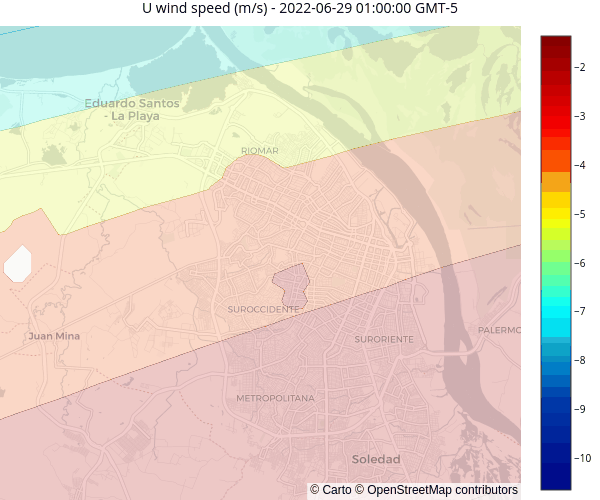 U wind speed (m/s) - 2022-06-29 01:00:00 GMT-5
Eduardo Santos
- La Playa
RIOMAR
SUROCCIDENTE
Juan Mina
SURORIENTE
PALERMO
METROPOLITANA
Soledad
© Carto © OpenStreetMap contributors
−2
−3
−4
−5
−6
−7
−8
−9
−10